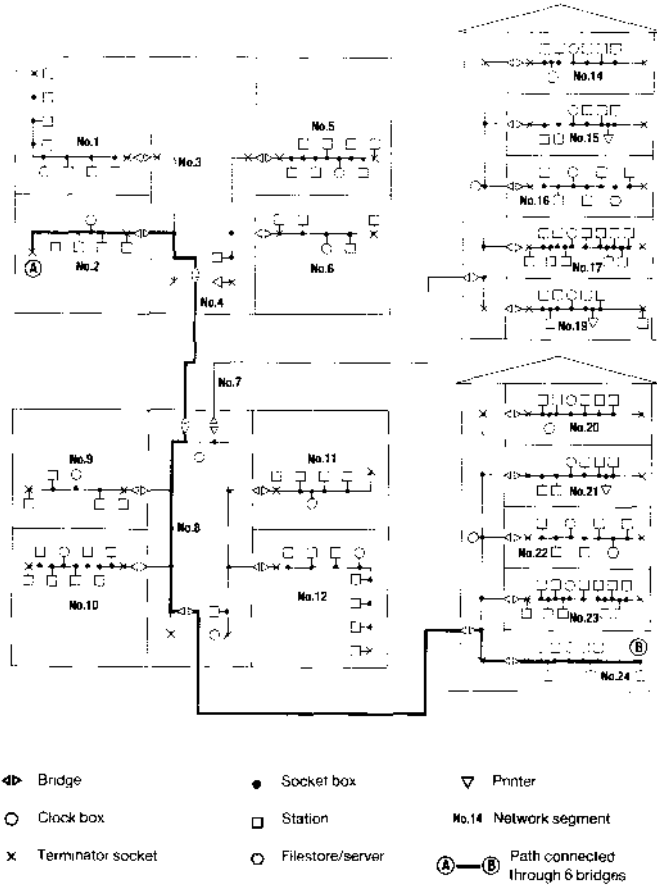 No.14
No.5
No.1
No.15
No.3
No.16
No.2
No.6
No.17
A
No.4
No.19
No.7
No.20
No.9
No.11
No.21
No.8
No.22
No.10
No.12
No.23
B
No.24
Bridge
Socket box
Printer
Clock box
Station
No.14 Network segment
Terminator socket
Filestore/server
A B Path connected
through 6 bridges